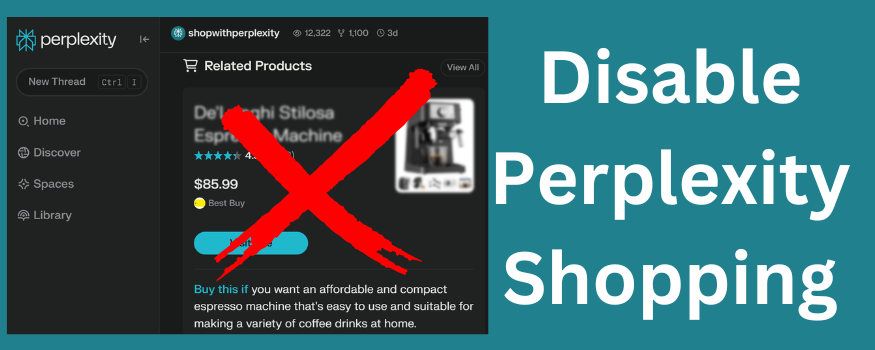 perplexity
New Thread Ctrl I
Home
Discover
Spaces
Library
shopwithperplexity 12,322 1,100 3d
Related Products View All
Stilosa
Machine
$85.99
Best Buy
Buy this if you want an affordable and compact
espresso machine that's easy to use and suitable for
making a variety of coffee drinks at home.
Disable
Perplexity
Shopping